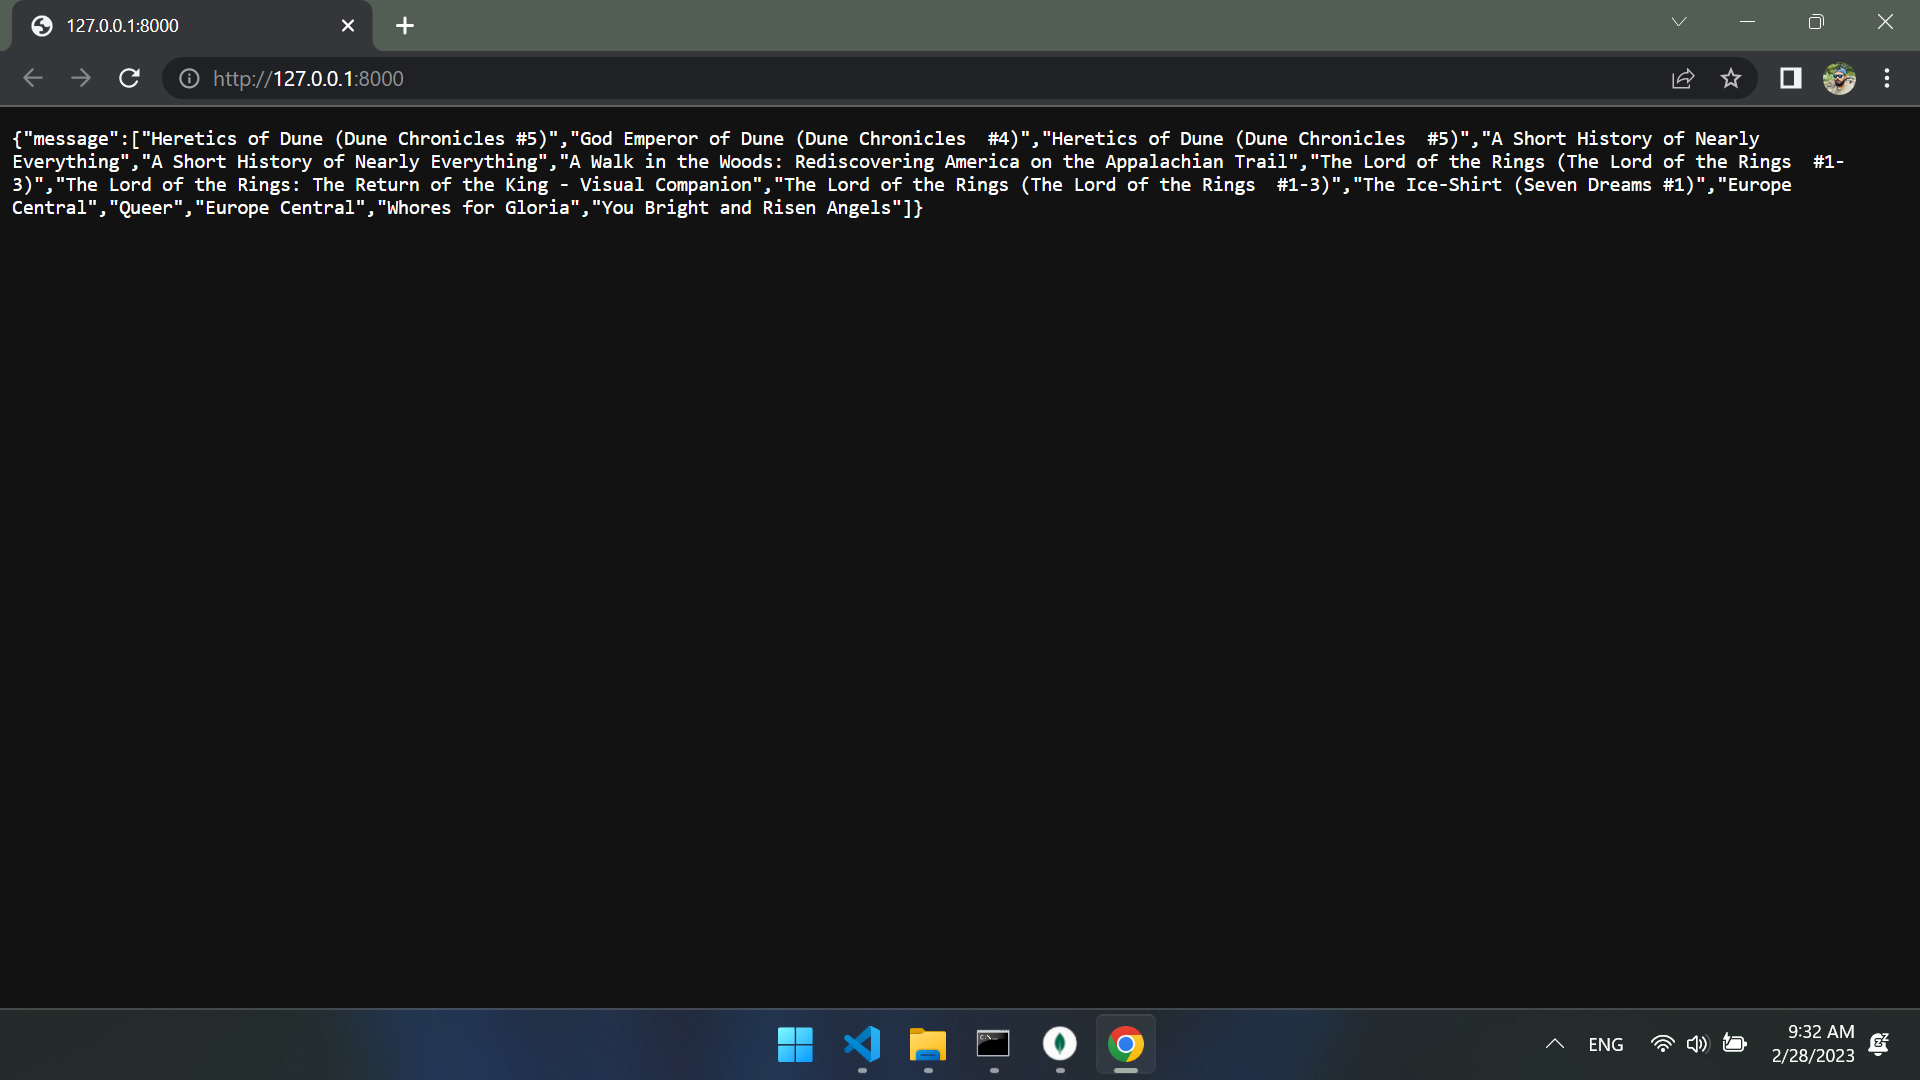 127.0.0.1:8000
http://127.0.0.1:8000
{"message":["Heretics of Dune (Dune Chronicles #5)","God Emperor of Dune (Dune Chronicles  #4)","Heretics of Dune (Dune Chronicles  #5)","A Short History of Nearly
Everything","A Short History of Nearly Everything","A Walk in the Woods: Rediscovering America on the Appalachian Trail","The Lord of the Rings (The Lord of the Rings  #1-
3)","The Lord of the Rings: The Return of the King - Visual Companion","The Lord of the Rings (The Lord of the Rings  #1-3)","The Ice-Shirt (Seven Dreams #1)","Europe
Central","Queer","Europe Central","Whores for Gloria","You Bright and Risen Angels"]}
ENG
9:32 AM
2/28/2023